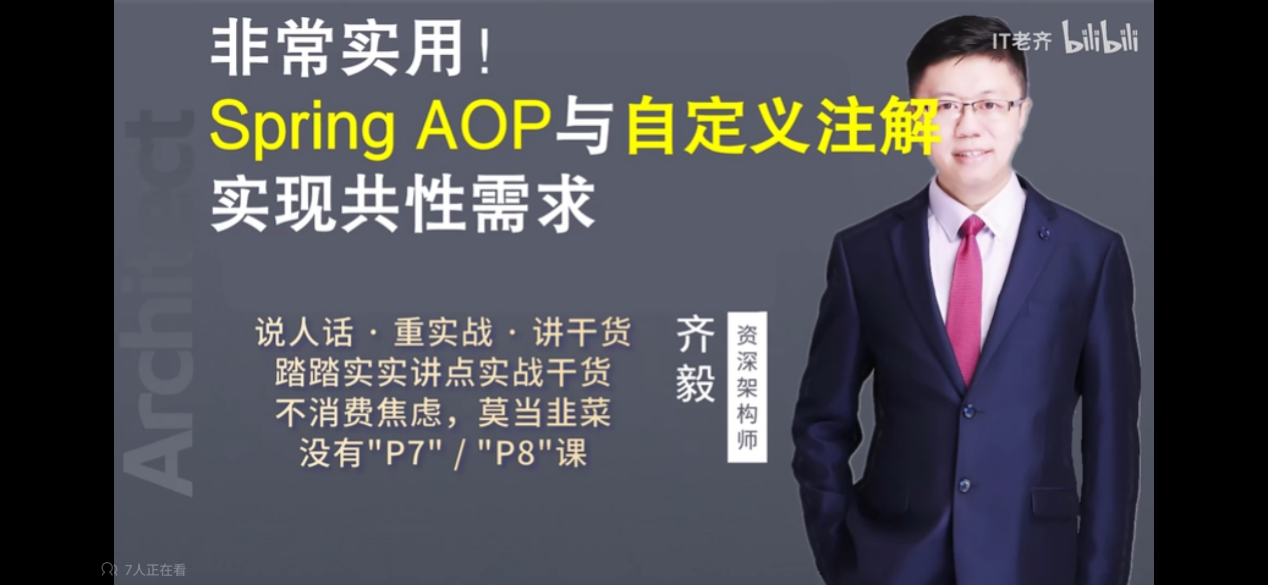 非常实用！
Spring AOP与自定义注解
实现共性需求
IT老齐 bilibili
Architect
说人话 · 重实战 · 讲干货
踏踏实实讲点实战干货
不消费焦虑，莫当韭菜
没有"P7" / "P8"课
齐毅
资深架构师
7人正在看